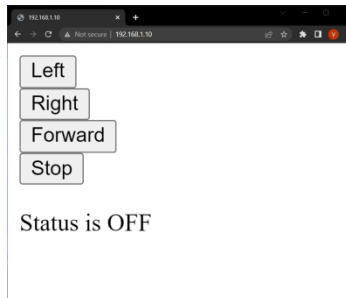 192.168.1.10
Not secure 192.168.1.10
V
Left
Right
Forward
Stop
Status is OFF